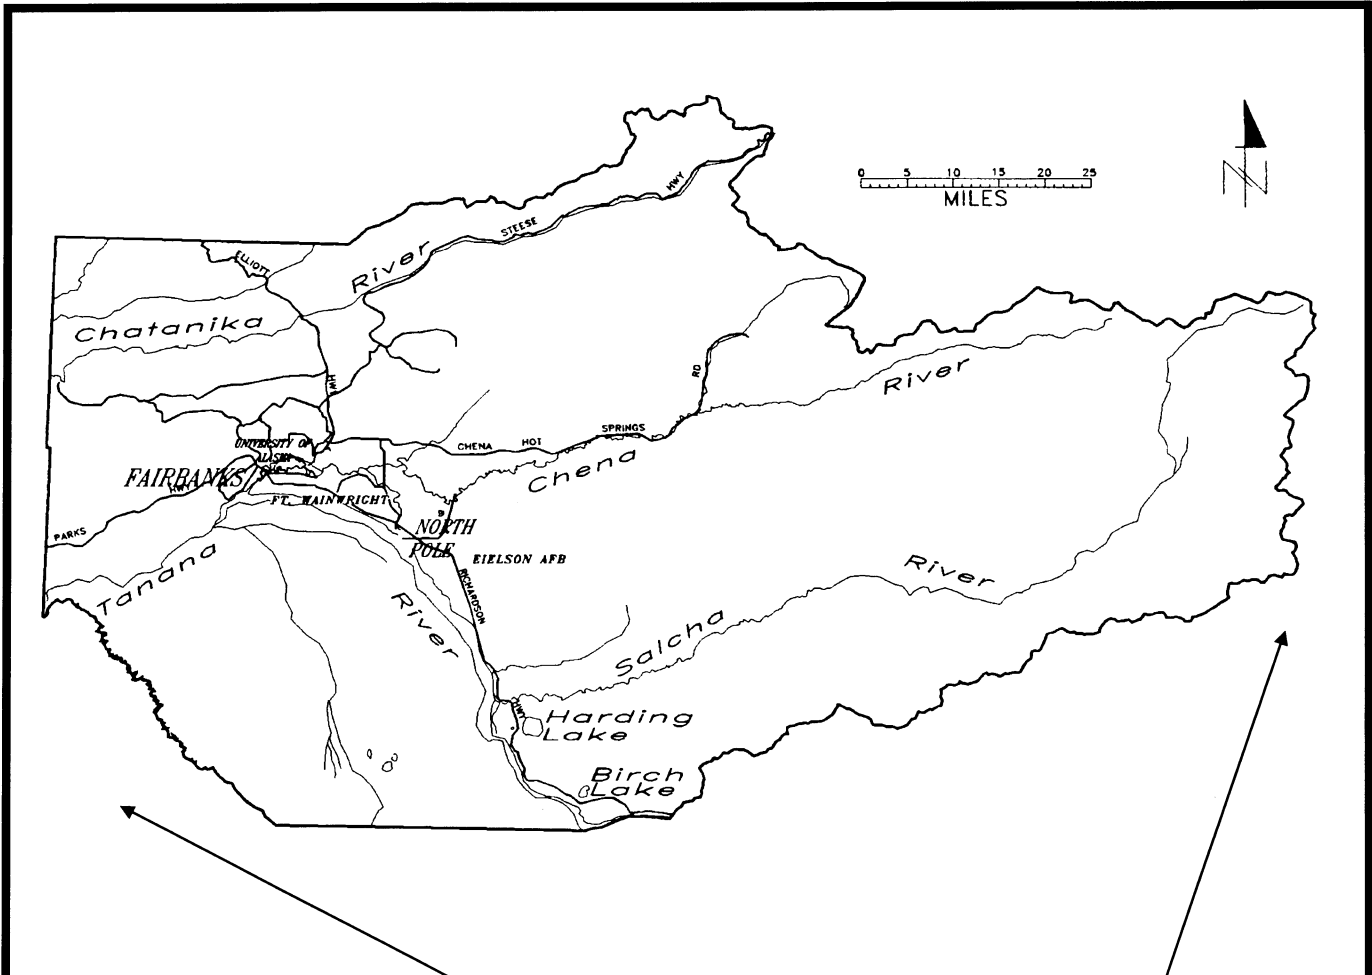 0 5 10 15 20 25
MILES
N
HWY
STEESE
River
ELLIOTT
Chatanika
HWY
RD
River
UNIVERSITY OF
ALASKA
CHENA HOT SPRINGS
Chena
FAIRBANKS
HWY
PARKS
FT. WAINWRIGHT
NORTH
POLE
EIELSON AFB
Tanana
River
RICHARDSON
HWY
River
Salcha
Harding
Lake
Birch
Lake